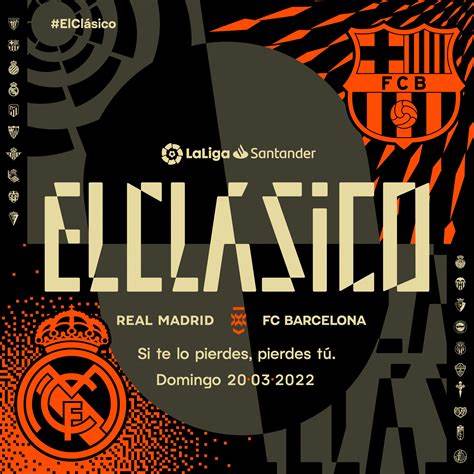 #ElClásico
FCB
LaLiga Santander
ELCLÁSiCO
REAL MADRID FC BARCELONA
Si te lo pierdes, pierdes tú.
Domingo 20·03·2022